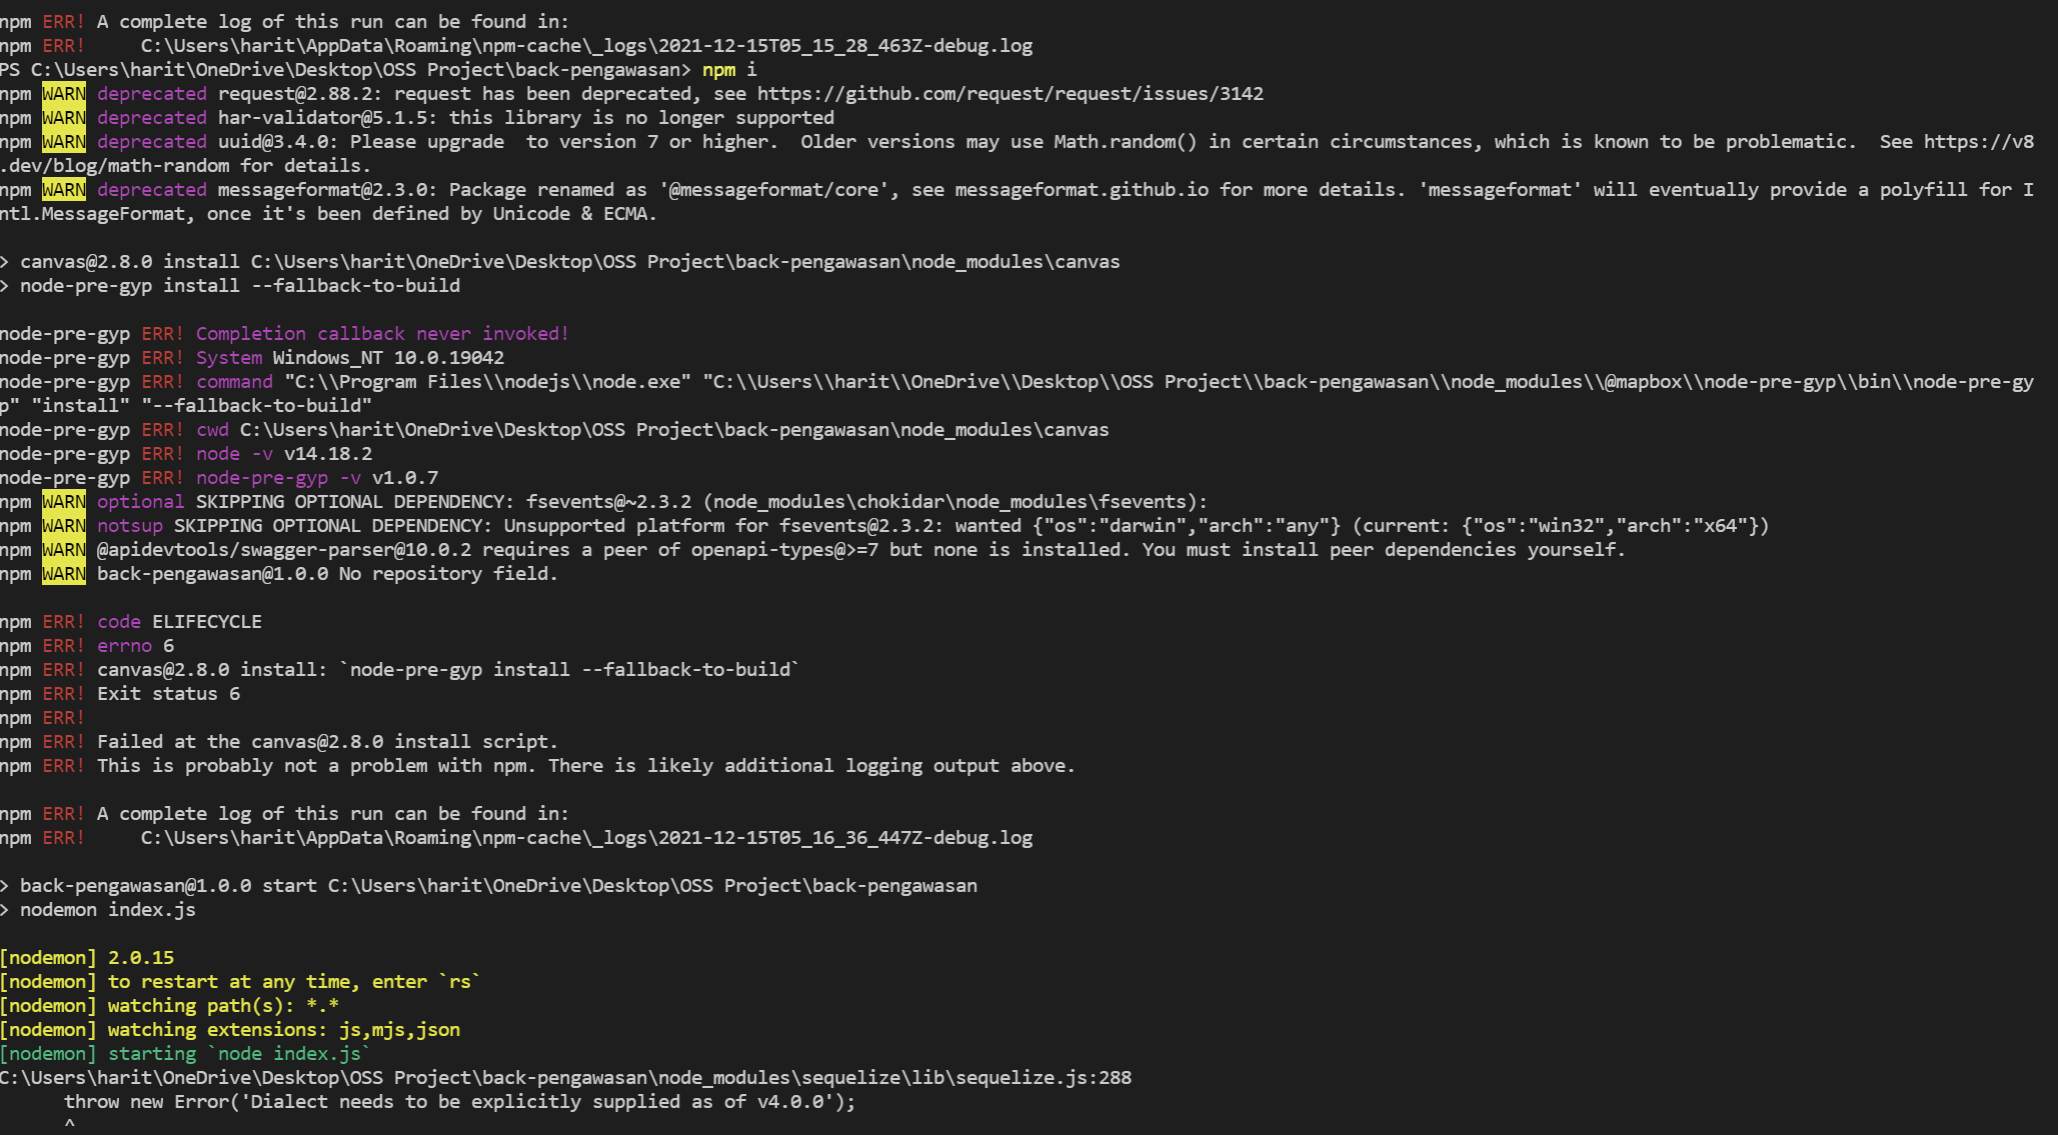 npm ERR! A complete log of this run can be found in:
npm ERR!     C:\Users\harit\AppData\Roaming\npm-cache\_logs\2021-12-15T05_15_28_463Z-debug.log
PS C:\Users\harit\OneDrive\Desktop\OSS Project\back-pengawasan> npm i
npm WARN deprecated request@2.88.2: request has been deprecated, see https://github.com/request/request/issues/3142
npm WARN deprecated har-validator@5.1.5: this library is no longer supported
npm WARN deprecated uuid@3.4.0: Please upgrade  to version 7 or higher.  Older versions may use Math.random() in certain circumstances, which is known to be problematic.  See https://v8
.dev/blog/math-random for details.
npm WARN deprecated messageformat@2.3.0: Package renamed as '@messageformat/core', see messageformat.github.io for more details. 'messageformat' will eventually provide a polyfill for I
ntl.MessageFormat, once it's been defined by Unicode & ECMA.

> canvas@2.8.0 install C:\Users\harit\OneDrive\Desktop\OSS Project\back-pengawasan\node_modules\canvas
> node-pre-gyp install --fallback-to-build

node-pre-gyp ERR! Completion callback never invoked!
node-pre-gyp ERR! System Windows_NT 10.0.19042
node-pre-gyp ERR! command "C:\\Program Files\\nodejs\\node.exe" "C:\\Users\\harit\\OneDrive\\Desktop\\OSS Project\\back-pengawasan\\node_modules\\@mapbox\\node-pre-gyp\\bin\\node-pre-gy
p" "install" "--fallback-to-build"
node-pre-gyp ERR! cwd C:\Users\harit\OneDrive\Desktop\OSS Project\back-pengawasan\node_modules\canvas
node-pre-gyp ERR! node -v v14.18.2
node-pre-gyp ERR! node-pre-gyp -v v1.0.7
npm WARN optional SKIPPING OPTIONAL DEPENDENCY: fsevents@~2.3.2 (node_modules\chokidar\node_modules\fsevents):
npm WARN notsup SKIPPING OPTIONAL DEPENDENCY: Unsupported platform for fsevents@2.3.2: wanted {"os":"darwin","arch":"any"} (current: {"os":"win32","arch":"x64"})
npm WARN @apidevtools/swagger-parser@10.0.2 requires a peer of openapi-types@>=7 but none is installed. You must install peer dependencies yourself.
npm WARN back-pengawasan@1.0.0 No repository field.

npm ERR! code ELIFECYCLE
npm ERR! errno 6
npm ERR! canvas@2.8.0 install: `node-pre-gyp install --fallback-to-build`
npm ERR! Exit status 6
npm ERR!
npm ERR! Failed at the canvas@2.8.0 install script.
npm ERR! This is probably not a problem with npm. There is likely additional logging output above.

npm ERR! A complete log of this run can be found in:
npm ERR!     C:\Users\harit\AppData\Roaming\npm-cache\_logs\2021-12-15T05_16_36_447Z-debug.log

> back-pengawasan@1.0.0 start C:\Users\harit\OneDrive\Desktop\OSS Project\back-pengawasan
> nodemon index.js

[nodemon] 2.0.15
[nodemon] to restart at any time, enter `rs`
[nodemon] watching path(s): *.*
[nodemon] watching extensions: js,mjs,json
[nodemon] starting `node index.js`
C:\Users\harit\OneDrive\Desktop\OSS Project\back-pengawasan\node_modules\sequelize\lib\sequelize.js:288
      throw new Error('Dialect needs to be explicitly supplied as of v4.0.0');
      ^